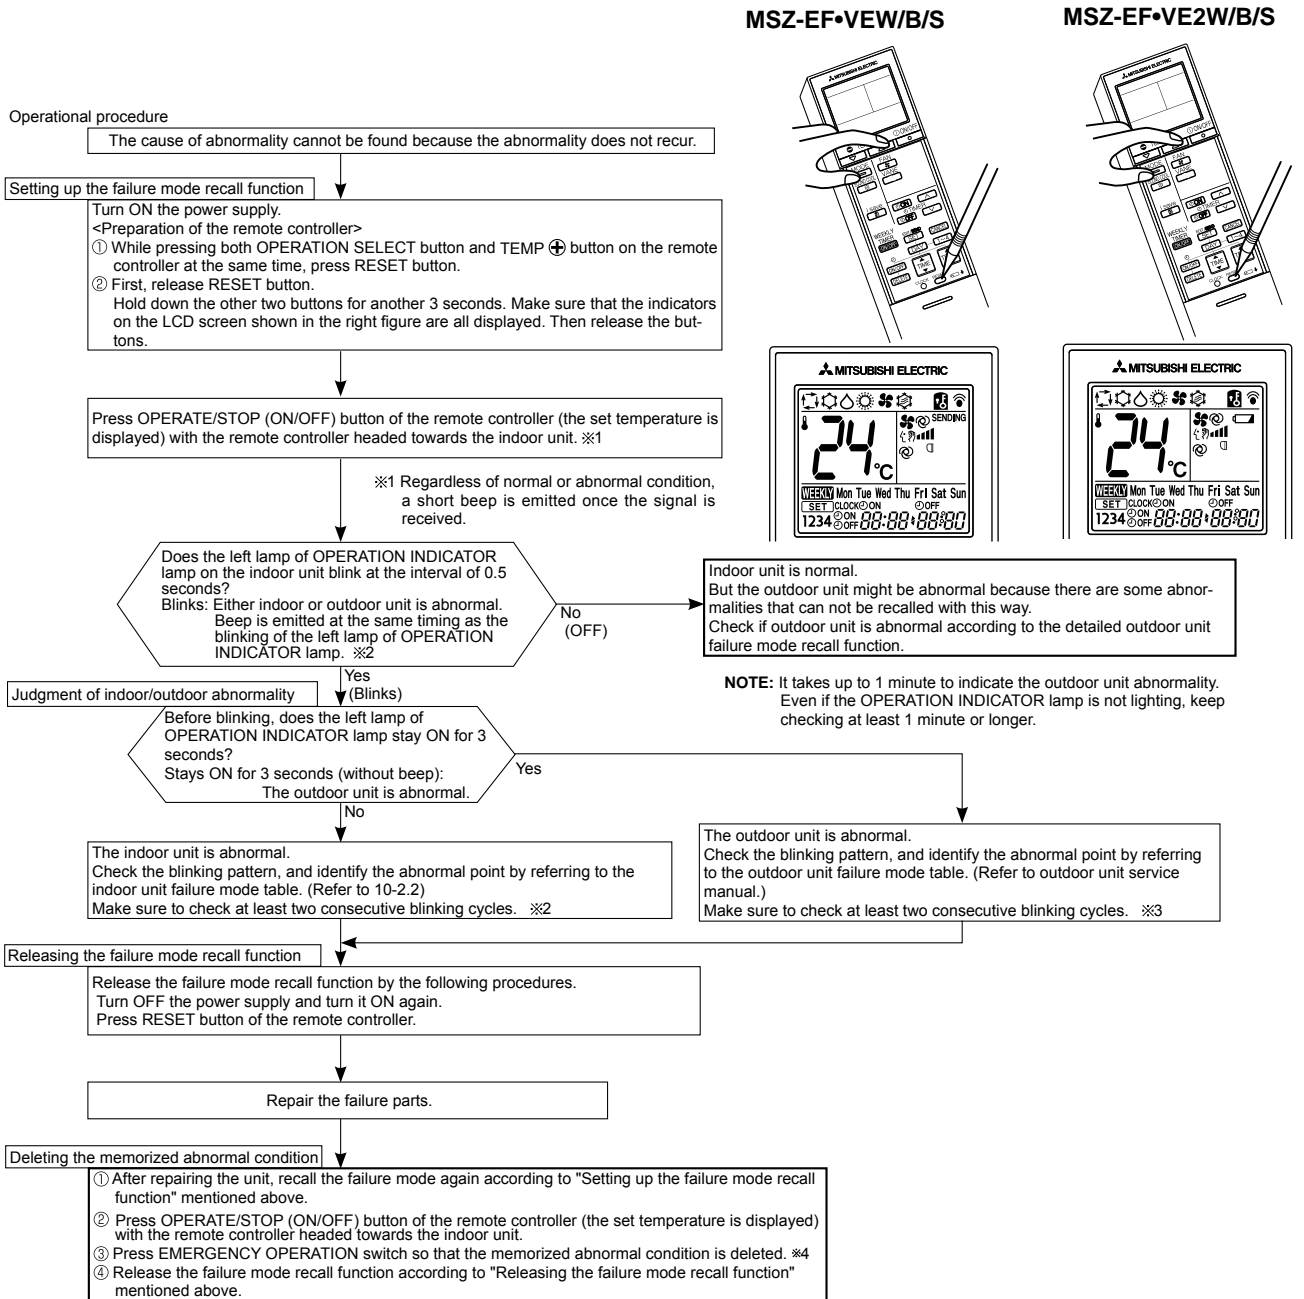 MSZ-EF•VEW/B/S
MSZ-EF•VE2W/B/S
Operational procedure
The cause of abnormality cannot be found because the abnormality does not recur.
Setting up the failure mode recall function
Turn ON the power supply.
<Preparation of the remote controller>
① While pressing both OPERATION SELECT button and TEMP ⊕ button on the remote
controller at the same time, press RESET button.
② First, release RESET button.
Hold down the other two buttons for another 3 seconds. Make sure that the indicators
on the LCD screen shown in the right figure are all displayed. Then release the but-
tons.
Press OPERATE/STOP (ON/OFF) button of the remote controller (the set temperature is
displayed) with the remote controller headed towards the indoor unit. ※1
※1 Regardless of normal or abnormal condition,
a short beep is emitted once the signal is
received.
MITSUBISHI ELECTRIC
SENDING
24°C
WEEKLY Mon Tue Wed Thu Fri Sat Sun
SET CLOCK ON OFF
1234 ON OFF 88:88 88:80
MITSUBISHI ELECTRIC
24°C
WEEKLY Mon Tue Wed Thu Fri Sat Sun
SET CLOCK ON OFF
1234 ON OFF 88:88 88:80
Does the left lamp of OPERATION INDICATOR
lamp on the indoor unit blink at the interval of 0.5
seconds?
Blinks: Either indoor or outdoor unit is abnormal.
Beep is emitted at the same timing as the
blinking of the left lamp of OPERATION
INDICATOR lamp. ※2
No
(OFF)
Indoor unit is normal.
But the outdoor unit might be abnormal because there are some abnor-
malities that can not be recalled with this way.
Check if outdoor unit is abnormal according to the detailed outdoor unit
failure mode recall function.
NOTE: It takes up to 1 minute to indicate the outdoor unit abnormality.
Even if the OPERATION INDICATOR lamp is not lighting, keep
checking at least 1 minute or longer.
Yes
(Blinks)
Judgment of indoor/outdoor abnormality
Before blinking, does the left lamp of
OPERATION INDICATOR lamp stay ON for 3
seconds?
Stays ON for 3 seconds (without beep):
The outdoor unit is abnormal.
Yes
No
The indoor unit is abnormal.
Check the blinking pattern, and identify the abnormal point by referring to the
indoor unit failure mode table. (Refer to 10-2.2)
Make sure to check at least two consecutive blinking cycles. ※2
The outdoor unit is abnormal.
Check the blinking pattern, and identify the abnormal point by referring
to the outdoor unit failure mode table. (Refer to outdoor unit service
manual.)
Make sure to check at least two consecutive blinking cycles. ※3
Releasing the failure mode recall function
Release the failure mode recall function by the following procedures.
Turn OFF the power supply and turn it ON again.
Press RESET button of the remote controller.
Repair the failure parts.
Deleting the memorized abnormal condition
① After repairing the unit, recall the failure mode again according to "Setting up the failure mode recall
function" mentioned above.
② Press OPERATE/STOP (ON/OFF) button of the remote controller (the set temperature is displayed)
with the remote controller headed towards the indoor unit.
③ Press EMERGENCY OPERATION switch so that the memorized abnormal condition is deleted. ※4
④ Release the failure mode recall function according to "Releasing the failure mode recall function"
mentioned above.